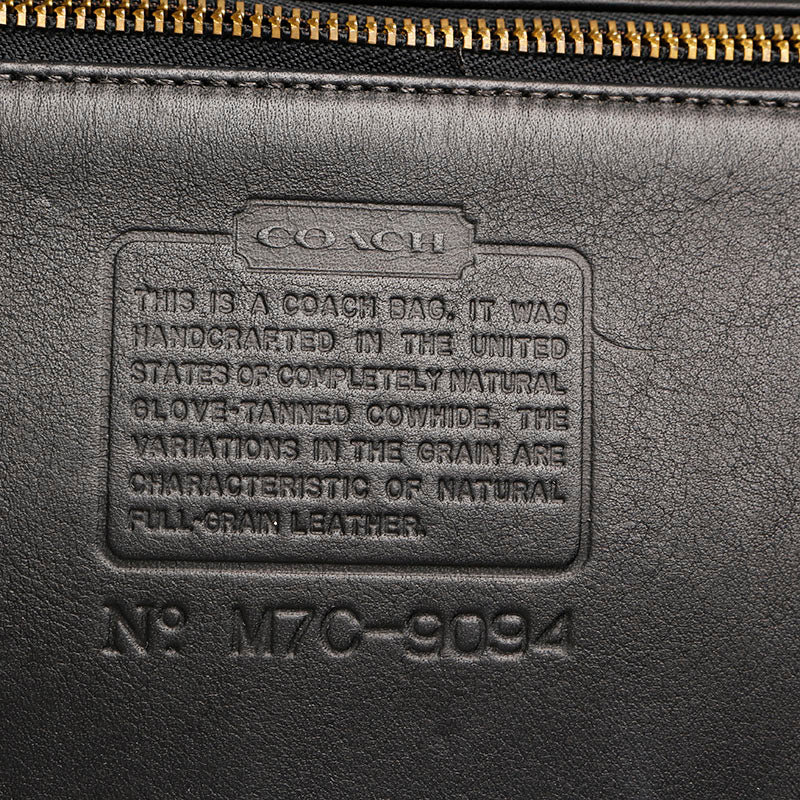 COACH
THIS IS A COACH BAG. IT WAS
HANDCRAFTED IN THE UNITED
STATES OF COMPLETELY NATURAL
GLOVE-TANNED COWHIDE. THE
VARIATIONS IN THE GRAIN ARE
CHARACTERISTIC OF NATURAL
FULL-GRAIN LEATHER.
Nº M7C-9094